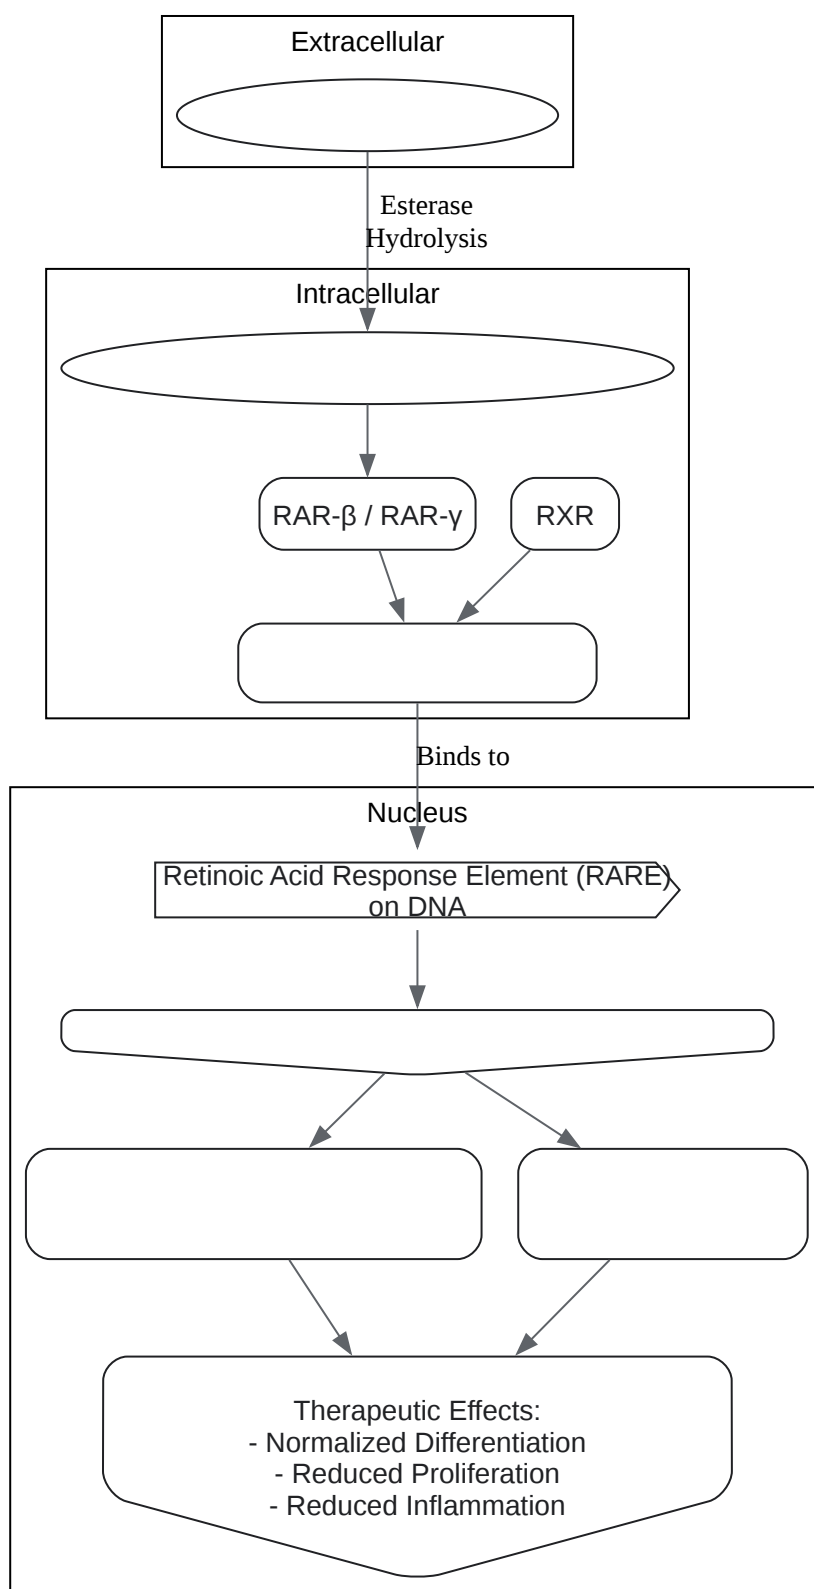 Extracellular
Esterase
Hydrolysis
Intracellular
RAR-β / RAR-γ
RXR
Binds to
Nucleus
Retinoic Acid Response Element (RARE)
on DNA
Therapeutic Effects:
- Normalized Differentiation
- Reduced Proliferation
- Reduced Inflammation